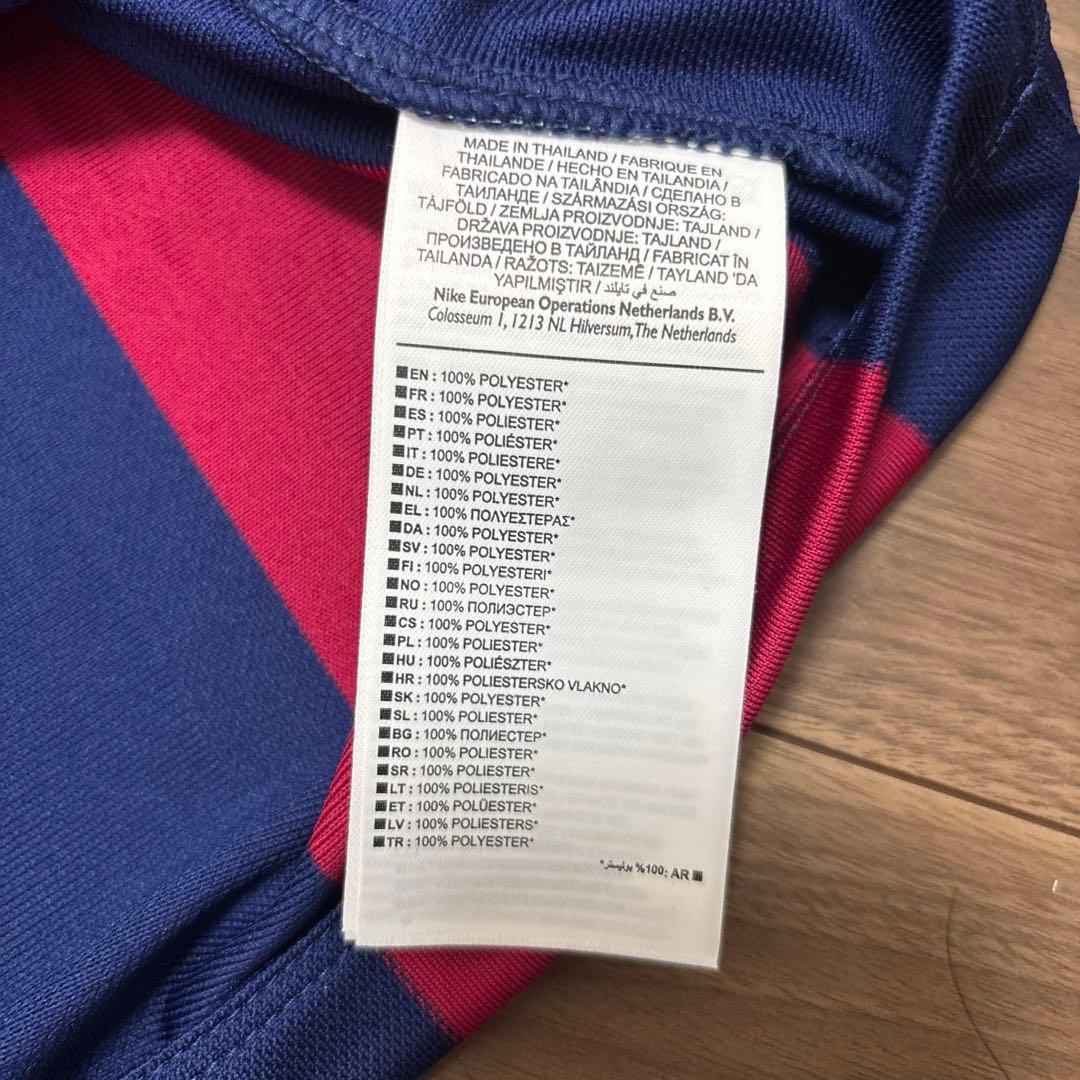 MADE IN THAILAND / FABRIQUE EN
THAILANDE / HECHO EN TAILANDIA /
FABRICADO NA TAILÂNDIA / СДЕЛАНО В
ТАИЛАНДЕ / SZÁRMAZÁSI ORSZÁG:
TÁJFÖLD / ZEMLJA PROIZVODNJE: TAJLAND /
DRŽAVA PROIZVODNJE: TAJLAND /
ПРОИЗВЕДЕНО В ТАЙЛАНД / FABRICAT ÎN
TAILANDA / RAŽOTS: TAIZEMĒ / TAYLAND 'DA
YAPILMIŞTIR / صنع في تايلند
Nike European Operations Netherlands B.V.
Colosseum 1, 1213 NL Hilversum, The Netherlands
EN : 100% POLYESTER*
FR : 100% POLYESTER*
ES : 100% POLIESTER*
PT : 100% POLIÉSTER*
IT : 100% POLIESTERE*
DE : 100% POLYESTER*
NL : 100% POLYESTER*
EL : 100% ΠΟΛΥΕΣΤΕΡΑΣ*
DA : 100% POLYESTER*
SV : 100% POLYESTER*
FI : 100% POLYESTERI*
NO : 100% POLYESTER*
RU : 100% ПОЛИЭСТЕР*
CS : 100% POLYESTER*
PL : 100% POLIESTER*
HU : 100% POLIÉSZTER*
HR : 100% POLIESTERSKO VLAKNO*
SK : 100% POLYESTER*
SL : 100% POLIESTER*
BG : 100% ПОЛИЕСТЕР*
RO : 100% POLIESTER*
SR : 100% POLIESTER*
LT : 100% POLIESTERIS*
ET : 100% POLÜESTER*
LV : 100% POLIESTERS*
TR : 100% POLYESTER*
AR :100% بوليستر*